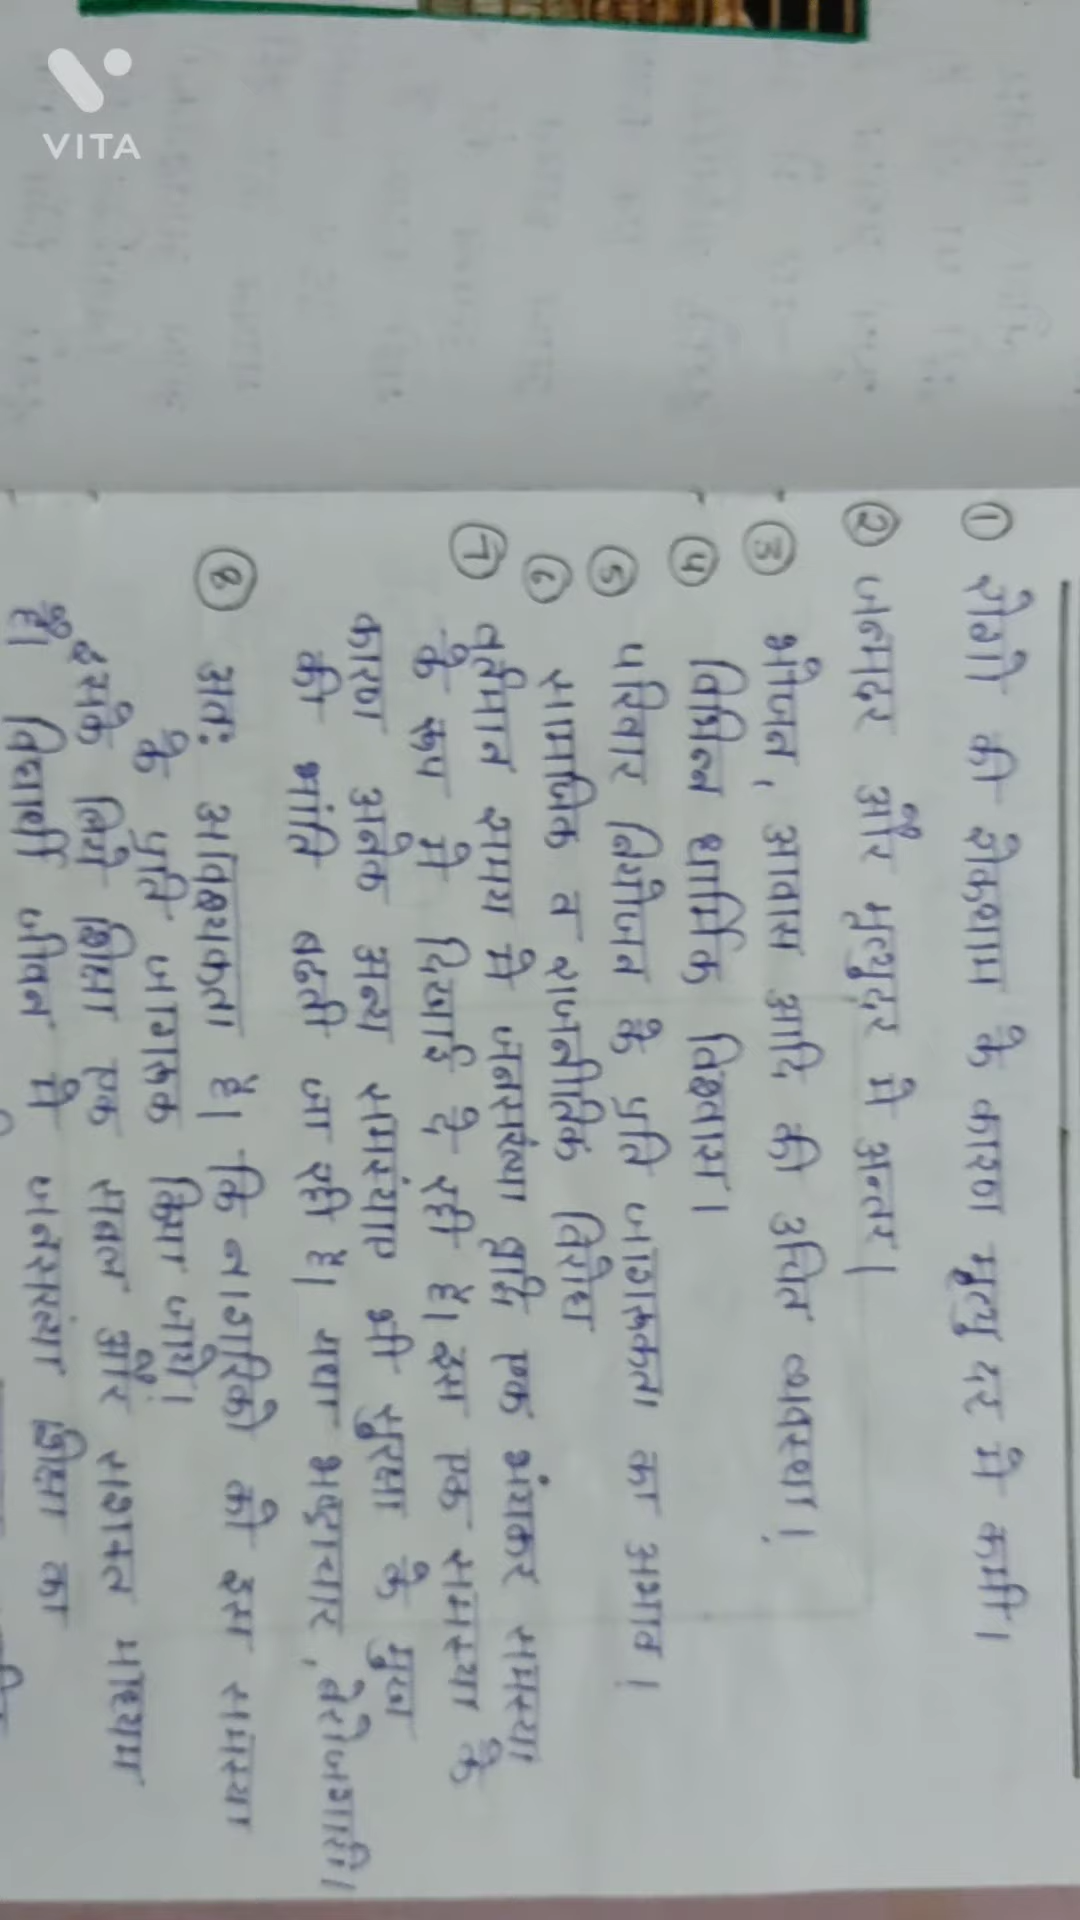 VITA
① रोगो की रोकथाम के कारण मृत्यु दर मे कमी।
② जन्मदर और मृत्युदर मे अन्तर।
③ भोजन, आवास आदि की उचित व्यवस्था।
④ विभिन्न धार्मिक विश्वास।
⑤ परिवार नियोजन के प्रति जागरूकता का अभाव।
⑥ सामाजिक व राजनीतिक विरोध
⑦ वर्तमान समय मे जनसंख्या एक भंयकर समस्या
के रूप मे दिखाई दे रही है। इस एक समस्या के
कारण अनेक अन्य समस्याए भी सुरसा के मुख
की भांति बढती जा रही है। यथा भ्रष्टाचार, बेरोजगारी।
⑧ अतः आवश्यकता है। कि नागरिको को इस समस्या
के प्रति जागरूक किया जाये।
इसके लिये शिक्षा एक सबल और सशक्त माध्यम
है। विद्यार्थी जीवन मे जनसंख्या शिक्षा का